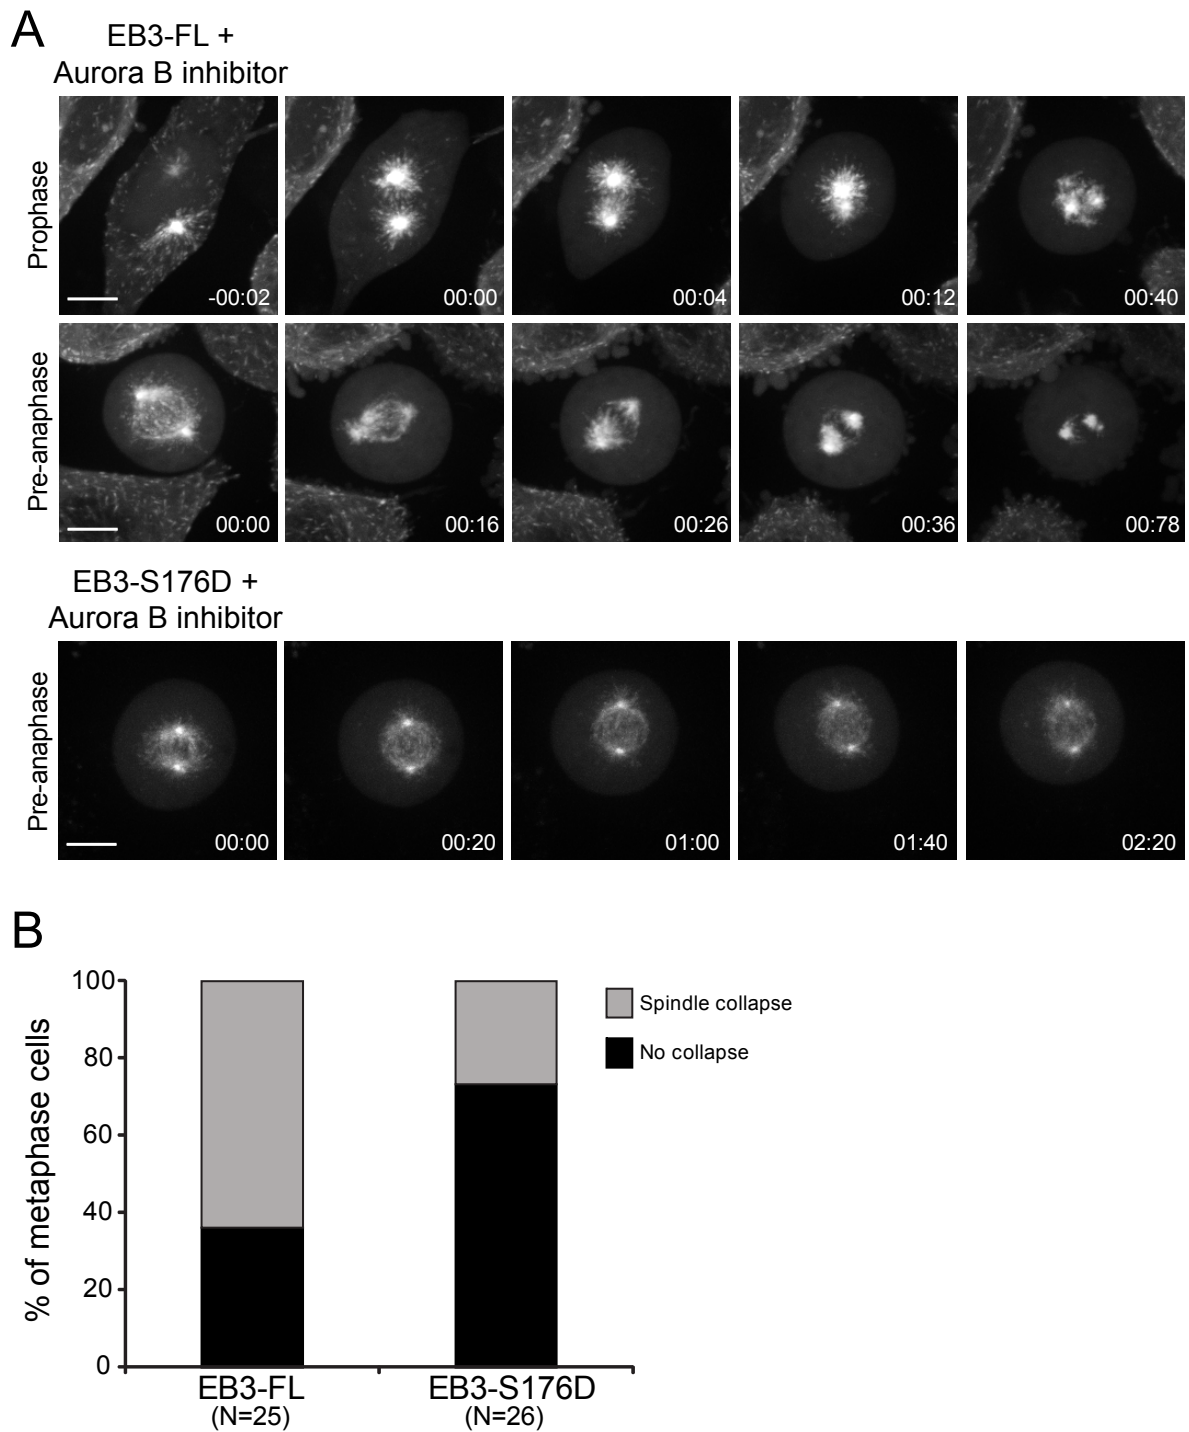 A
EB3-FL +
Aurora B inhibitor
Prophase
-00:02
00:00
00:04
00:12
00:40
Pre-anaphase
00:00
00:16
00:26
00:36
00:78
EB3-S176D +
Aurora B inhibitor
Pre-anaphase
00:00
00:20
01:00
01:40
02:20
B
% of metaphase cells
100
80
60
40
20
0
Spindle collapse
No collapse
EB3-FL
(N=25)
EB3-S176D
(N=26)